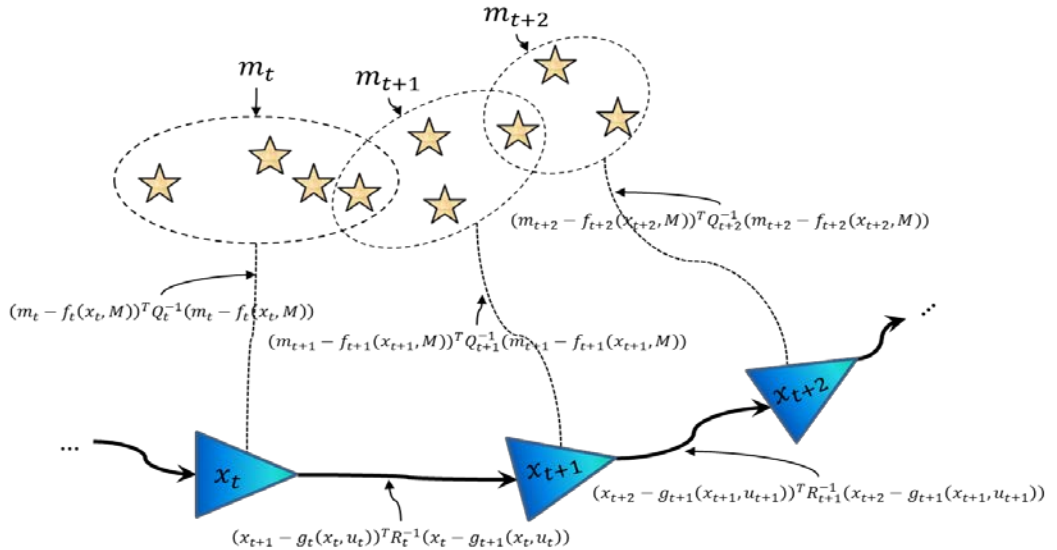 m_{t+2}
m_t
m_{t+1}
(m_{t+2} − f_{t+2}(x_{t+2}, M))^T Q_{t+2}^{-1}(m_{t+2} − f_{t+2}(x_{t+2}, M))
(m_t − f_t(x_t, M))^T Q_t^{-1}(m_t − f_t(x_t, M))
(m_{t+1} − f_{t+1}(x_{t+1}, M))^T Q_{t+1}^{-1}(m_{t+1} − f_{t+1}(x_{t+1}, M))
...
x_{t+2}
...
x_t
x_{t+1}
(x_{t+2} − g_{t+1}(x_{t+1}, u_{t+1}))^T R_{t+1}^{-1}(x_{t+2} − g_{t+1}(x_{t+1}, u_{t+1}))
(x_{t+1} − g_t(x_t, u_t))^T R_t^{-1}(x_t − g_{t+1}(x_t, u_t))